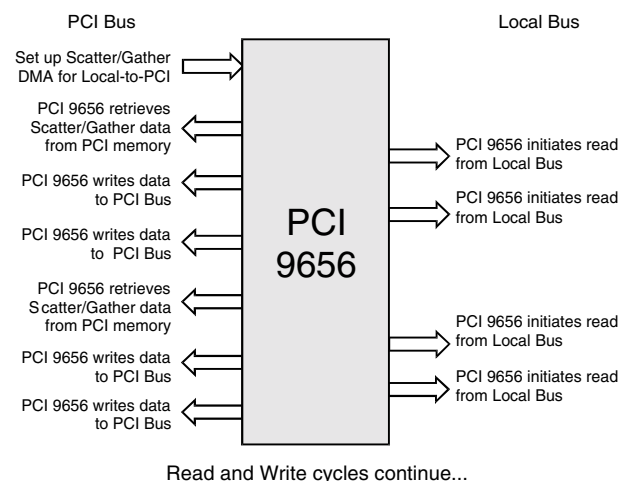 PCI Bus
Local Bus
Set up Scatter/Gather
DMA for Local-to-PCI
PCI 9656 retrieves
Scatter/Gather data
from PCI memory
PCI 9656 writes data
to PCI Bus
PCI 9656 writes data
to PCI Bus
PCI 9656 retrieves
Scatter/Gather data
from PCI memory
PCI 9656 writes data
to PCI Bus
PCI 9656 writes data
to PCI Bus
PCI
9656
PCI 9656 initiates read
from Local Bus
PCI 9656 initiates read
from Local Bus
PCI 9656 initiates read
from Local Bus
PCI 9656 initiates read
from Local Bus
Read and Write cycles continue...